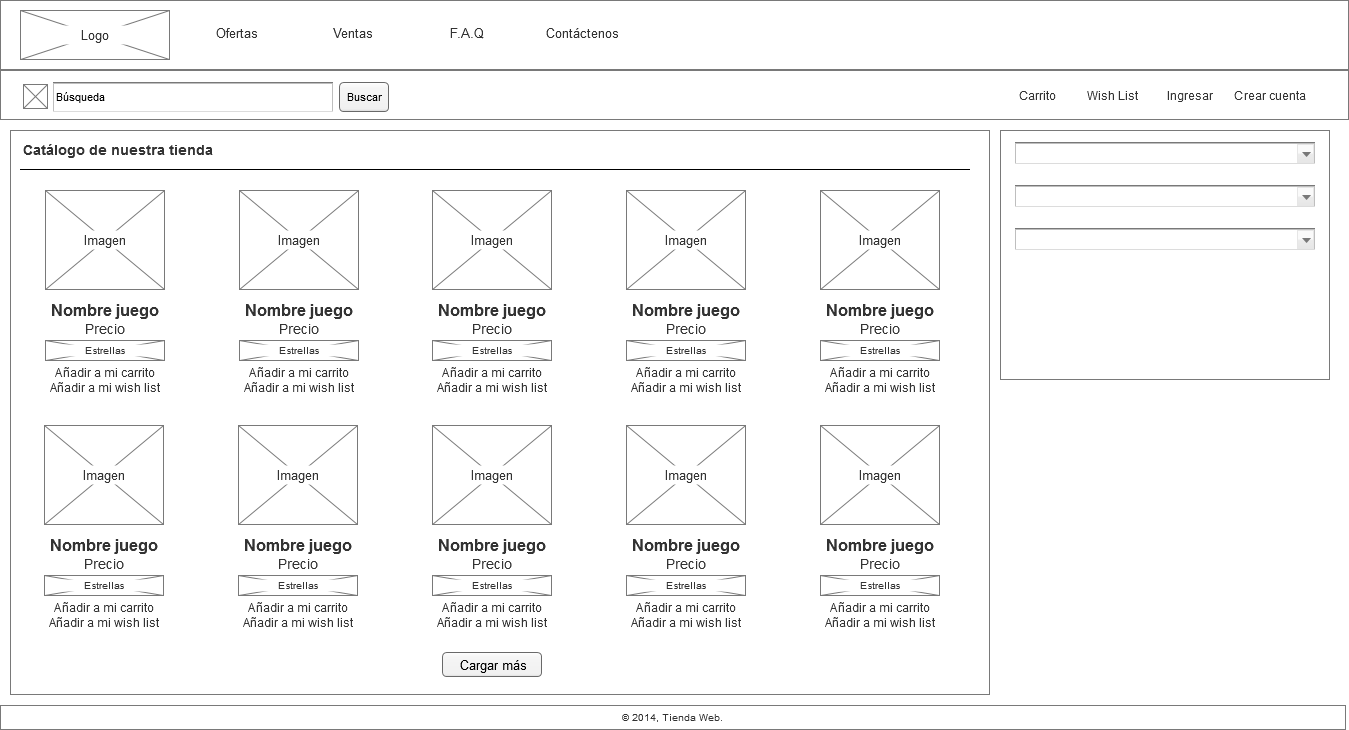 Logo
Ofertas
Ventas
F.A.Q
Contáctenos
Búsqueda
Buscar
Carrito
Wish List
Ingresar
Crear cuenta
Catálogo de nuestra tienda
Imagen
Imagen
Imagen
Imagen
Imagen
Nombre juego
Nombre juego
Nombre juego
Nombre juego
Nombre juego
Precio
Precio
Precio
Precio
Precio
Estrellas
Estrellas
Estrellas
Estrellas
Estrellas
Añadir a mi carrito
Añadir a mi carrito
Añadir a mi carrito
Añadir a mi carrito
Añadir a mi carrito
Añadir a mi wish list
Añadir a mi wish list
Añadir a mi wish list
Añadir a mi wish list
Añadir a mi wish list
Imagen
Imagen
Imagen
Imagen
Imagen
Nombre juego
Nombre juego
Nombre juego
Nombre juego
Nombre juego
Precio
Precio
Precio
Precio
Precio
Estrellas
Estrellas
Estrellas
Estrellas
Estrellas
Añadir a mi carrito
Añadir a mi carrito
Añadir a mi carrito
Añadir a mi carrito
Añadir a mi carrito
Añadir a mi wish list
Añadir a mi wish list
Añadir a mi wish list
Añadir a mi wish list
Añadir a mi wish list
Cargar más
© 2014, Tienda Web.